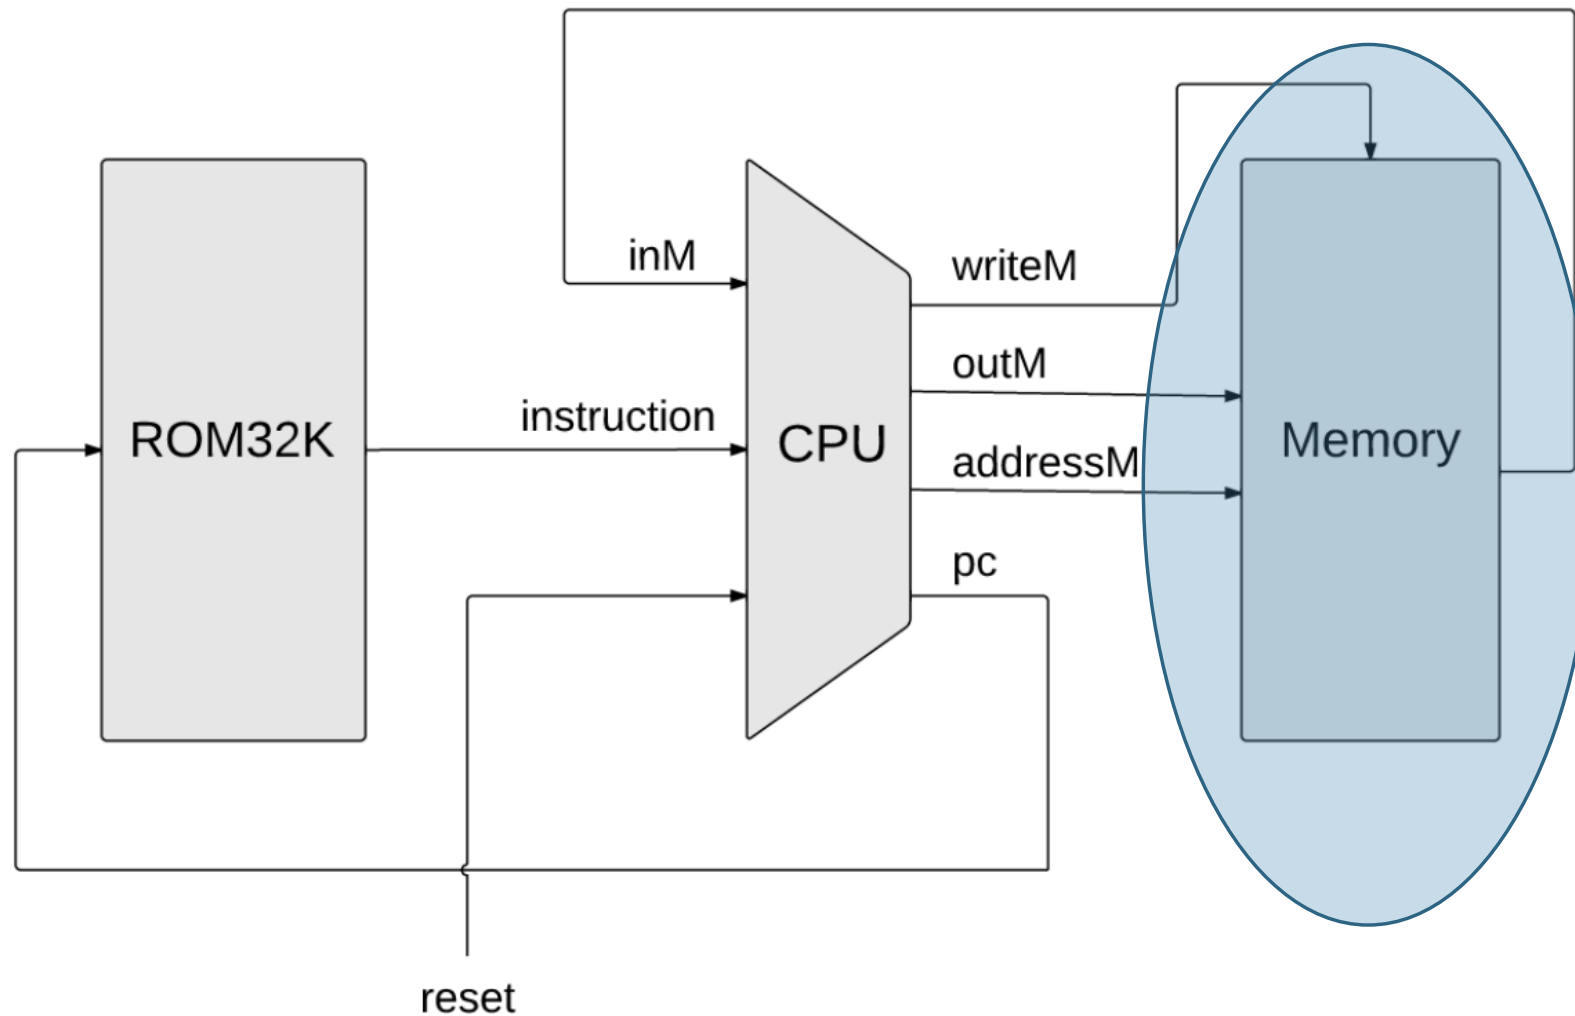 inM
writeM
outM
instruction
ROM32K
CPU
addressM
Memory
pc
reset